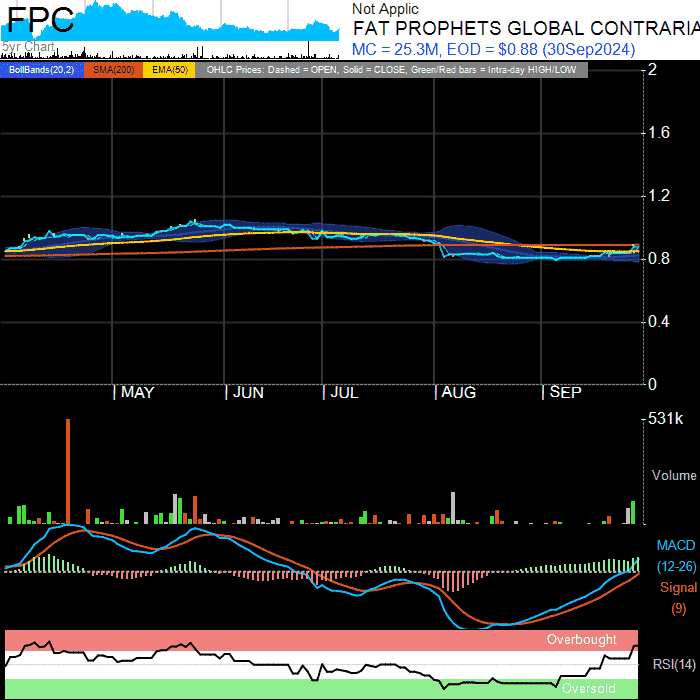 FPC
5yr Chart
Not Applic
FAT PROPHETS GLOBAL CONTRARIA
MC = 25.3M, EOD = $0.88 (30Sep2024)
BollBands(20,2) SMA(200) EMA(50) OHLC Prices: Dashed = OPEN, Solid = CLOSE, Green/Red bars = Intra-day HIGH/LOW
2
1.6
1.2
0.8
0.4
0
MAY JUN JUL AUG SEP
531k
Volume
MACD
(12-26)
Signal
(9)
Overbought
RSI(14)
Oversold